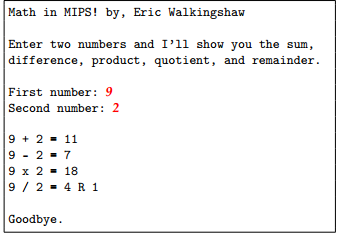 Math in MIPS! by, Eric Walkingshaw
Enter two numbers and I'll show you the sum,
difference, product, quotient, and remainder.
First number: 9
Second number: 2
9 + 2 = 11
9 - 2 = 7
9 x 2 = 18
9 / 2 = 4 R 1
Goodbye.